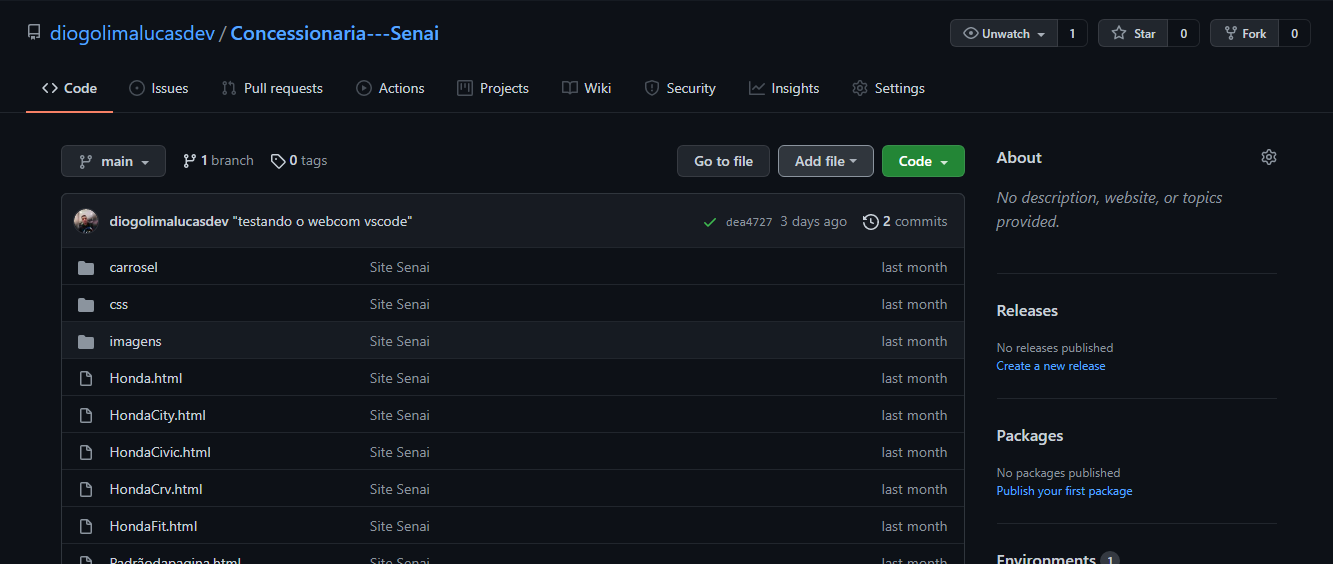 diogolimalucasdev / Concessionaria---Senai
Unwatch 1 Star 0 Fork 0
Code Issues Pull requests Actions Projects Wiki Security Insights Settings
main 1 branch 0 tags Go to file Add file Code
diogolimalucasdev "testando o webcom vscode" dea4727 3 days ago 2 commits
carrosel Site Senai last month
css Site Senai last month
imagens Site Senai last month
Honda.html Site Senai last month
HondaCity.html Site Senai last month
HondaCivic.html Site Senai last month
HondaCrv.html Site Senai last month
HondaFit.html Site Senai last month
Padrãodapagina.html Site Senai last month
About
No description, website, or topics
provided.
Releases
No releases published
Create a new release
Packages
No packages published
Publish your first package
Environments 1